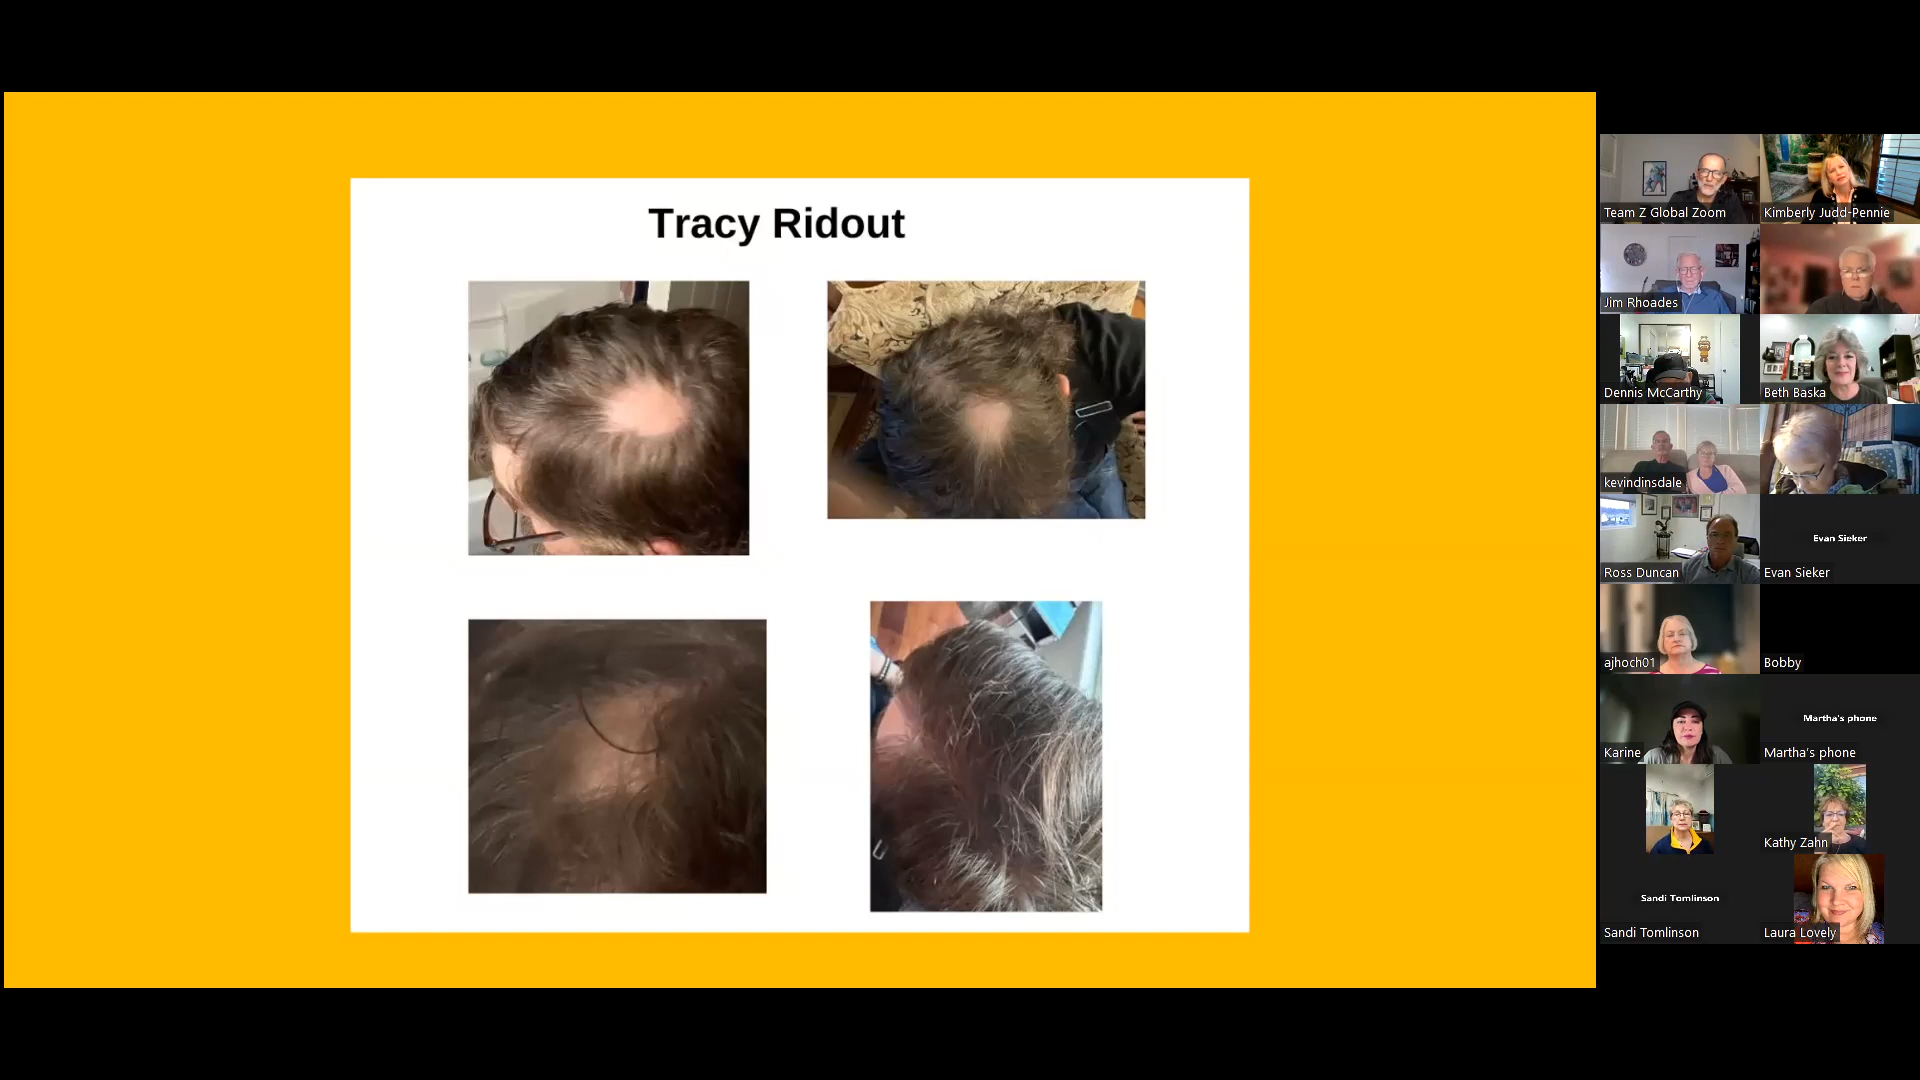 Tracy Ridout
Team Z Global Zoom
Kimberly Judd-Pennie
Jim Rhoades
Dennis McCarthy
Beth Baska
kevindinsdale
Ross Duncan
Evan Sieker
Evan Sieker
ajhoch01
Bobby
Karine
Martha's phone
Martha's phone
Kathy Zahn
Sandi Tomlinson
Sandi Tomlinson
Laura Lovely